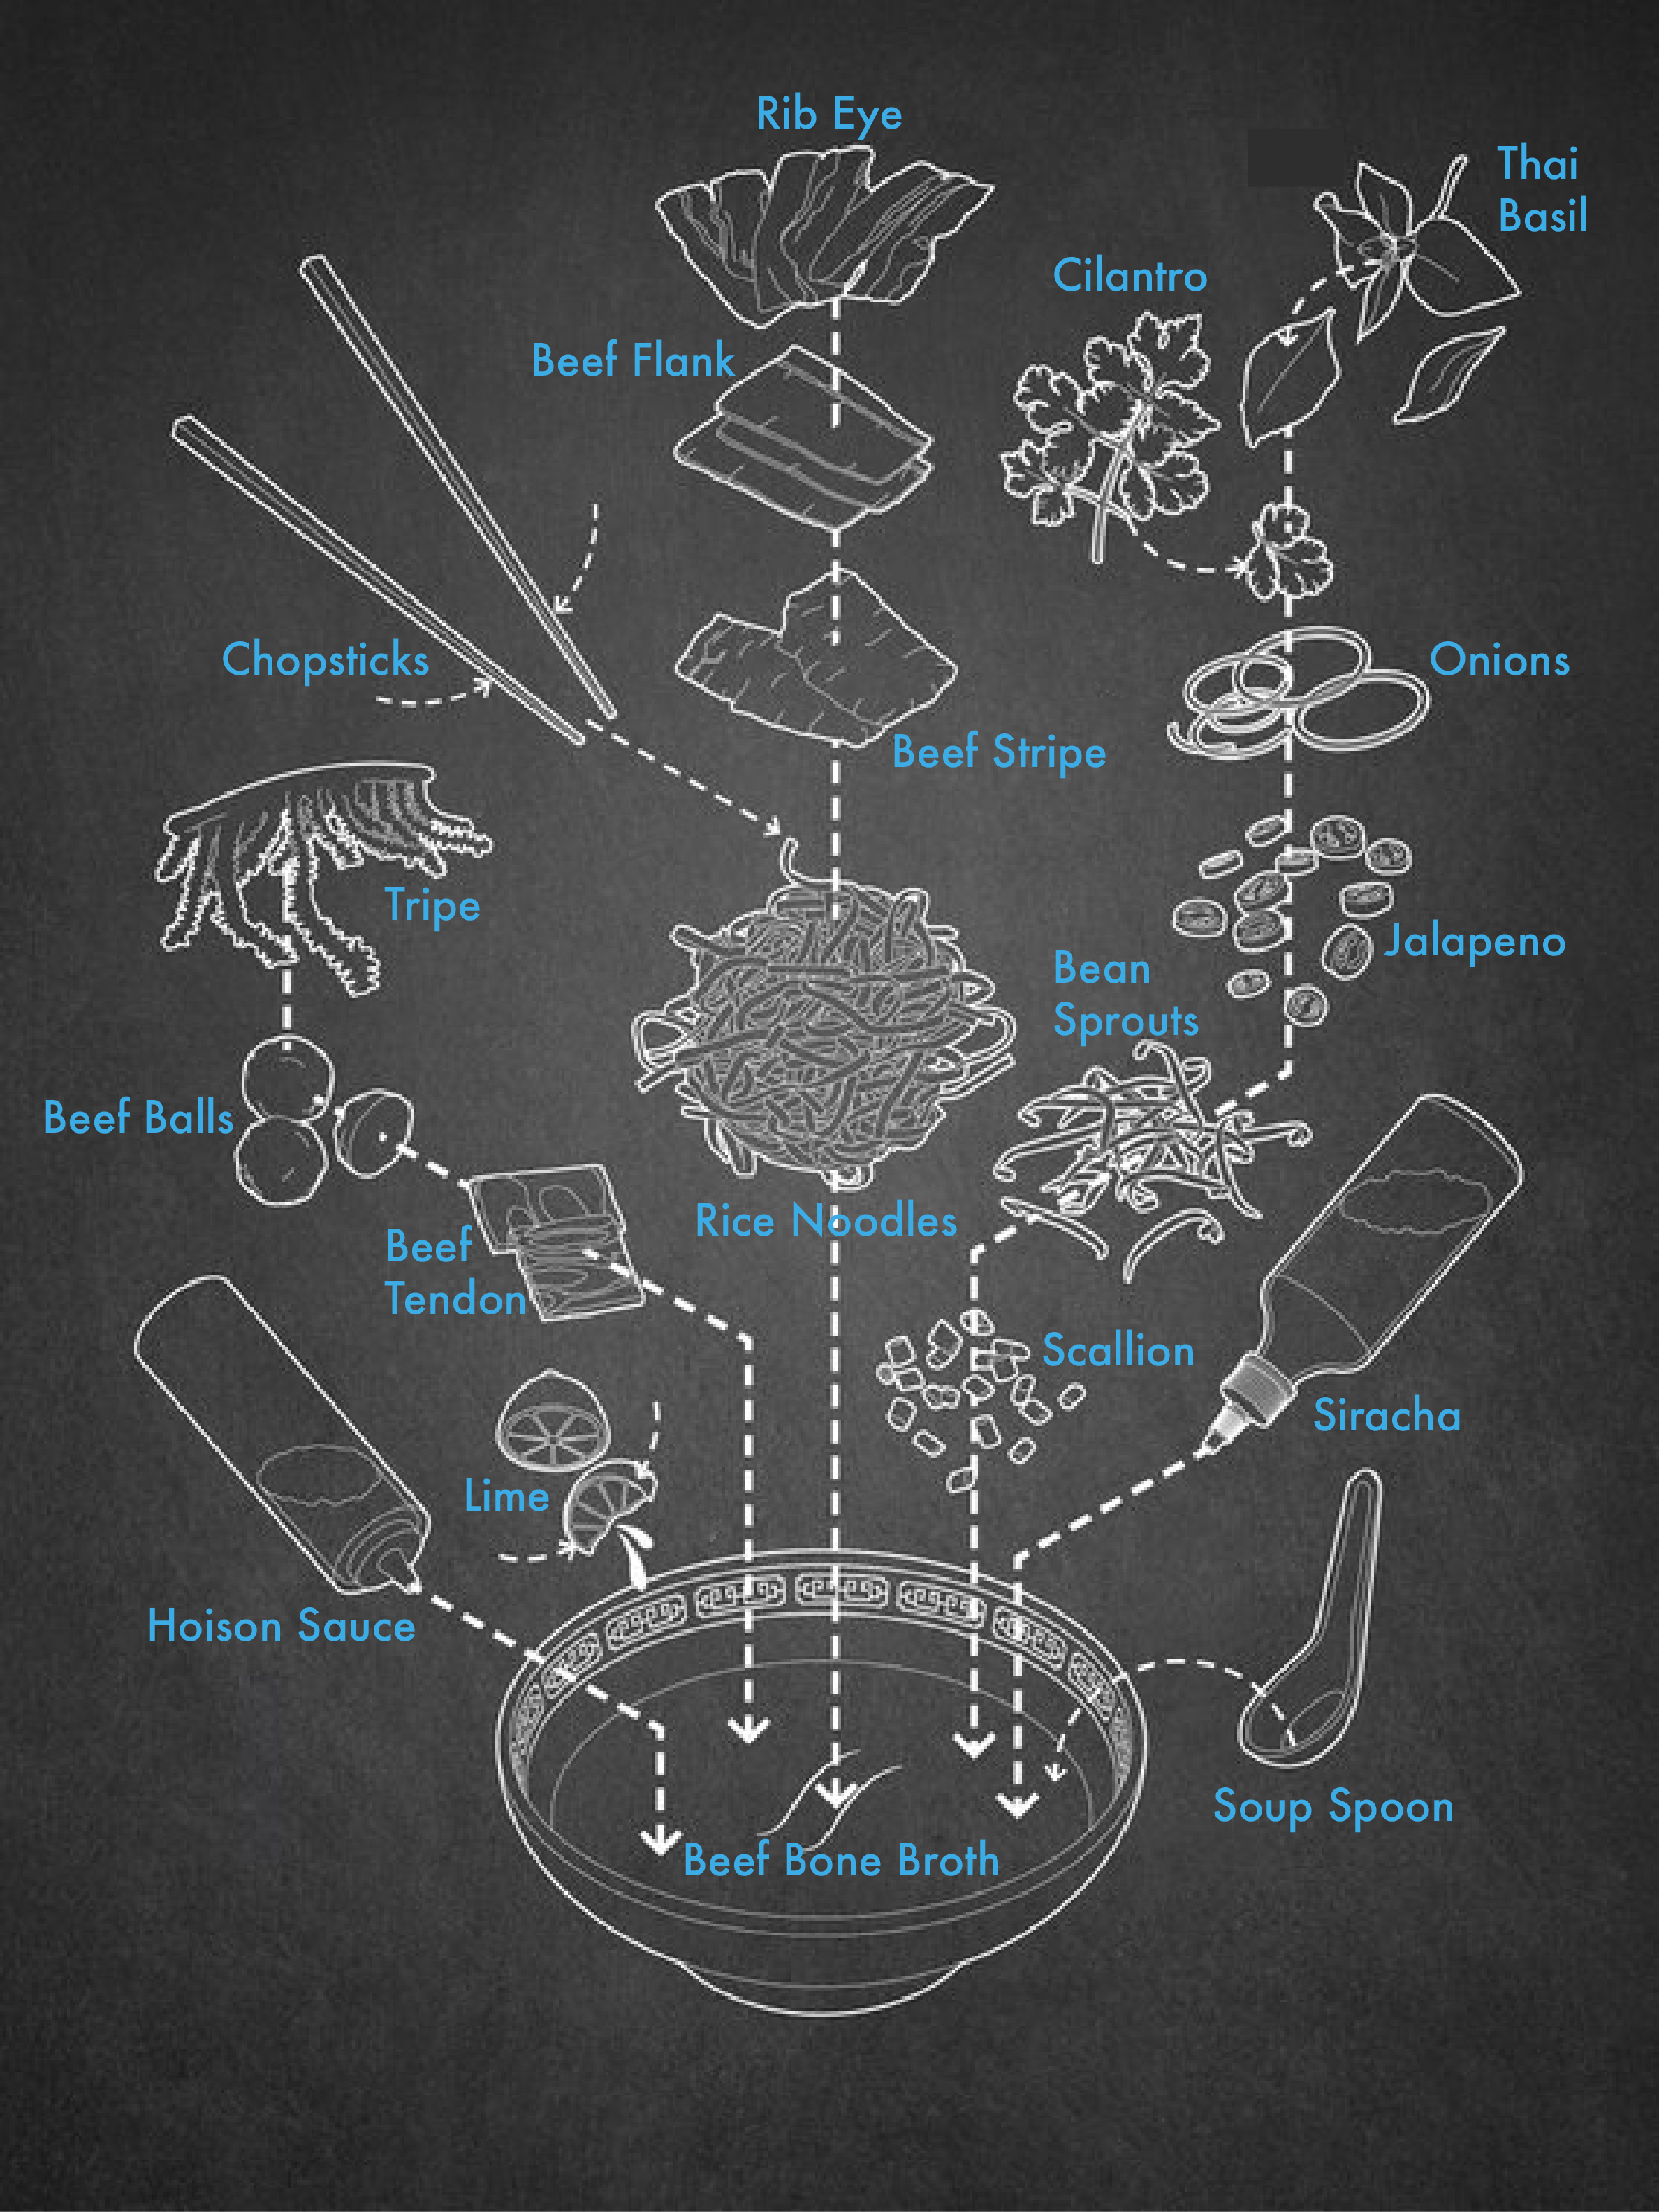 Rib Eye
Thai
Basil
Cilantro
Beef Flank
Chopsticks
Onions
Beef Stripe
Tripe
Jalapeno
Bean
Sprouts
Beef Balls
Rice Noodles
Beef
Tendon
Scallion
Siracha
Lime
Hoison Sauce
Soup Spoon
Beef Bone Broth